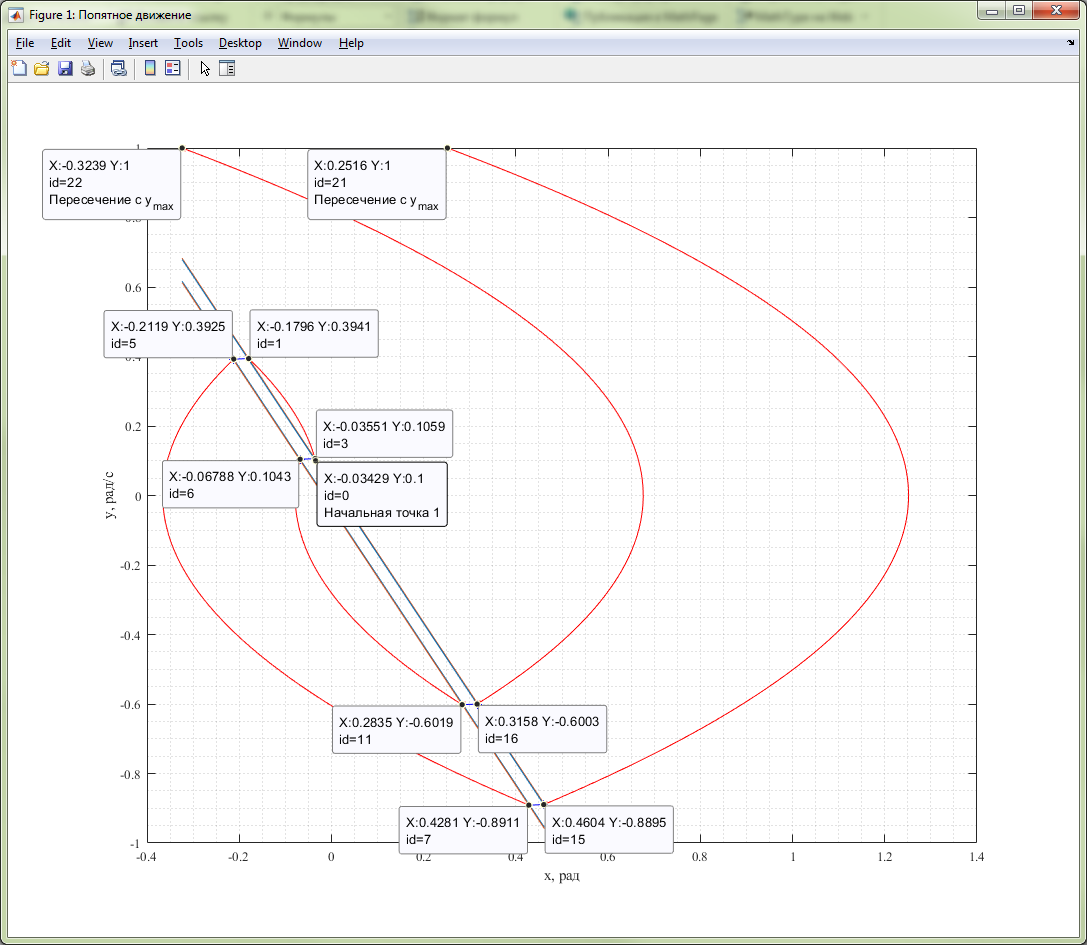 Figure 1: Попятное движение
File Edit View Insert Tools Desktop Window Help
X:-0.3239 Y:1
id=22
Пересечение с y max
X:0.2516 Y:1
id=21
Пересечение с y max
X:-0.2119 Y:0.3925
id=5
X:-0.1796 Y:0.3941
id=1
X:-0.03551 Y:0.1059
id=3
X:-0.06788 Y:0.1043
id=6
X:-0.03429 Y:0.1
id=0
Начальная точка 1
X:0.2835 Y:-0.6019
id=11
X:0.3158 Y:-0.6003
id=16
X:0.4281 Y:-0.8911
id=7
X:0.4604 Y:-0.8895
id=15
1
0.8
0.6
0.4
0.2
0
-0.2
-0.4
-0.6
-0.8
-1
y, рад/с
-0.4 -0.2 0 0.2 0.4 0.6 0.8 1 1.2 1.4
x, рад